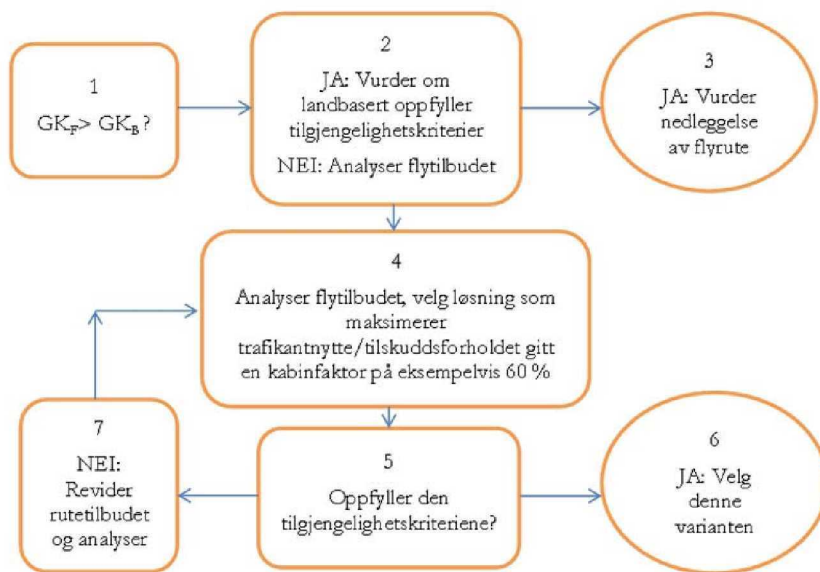 1
GK_F> GK_B?
2
JA: Vurder om
landbasert oppfyller
tilgjengelighetskriterier
NEI: Analyser flytilbudet
3
JA: Vurder
nedleggelse
av flyrute
4
Analyser flytilbudet, velg løsning som
maksimerer
trafikantnytte/tilskuddsforholdet gitt
en kabinfaktor på eksempelvis 60 %
5
Oppfyller den
tilgjengelighetskriteriene?
6
JA: Velg
denne
varianten
7
NEI:
Revider
rutetilbudet
og analyser